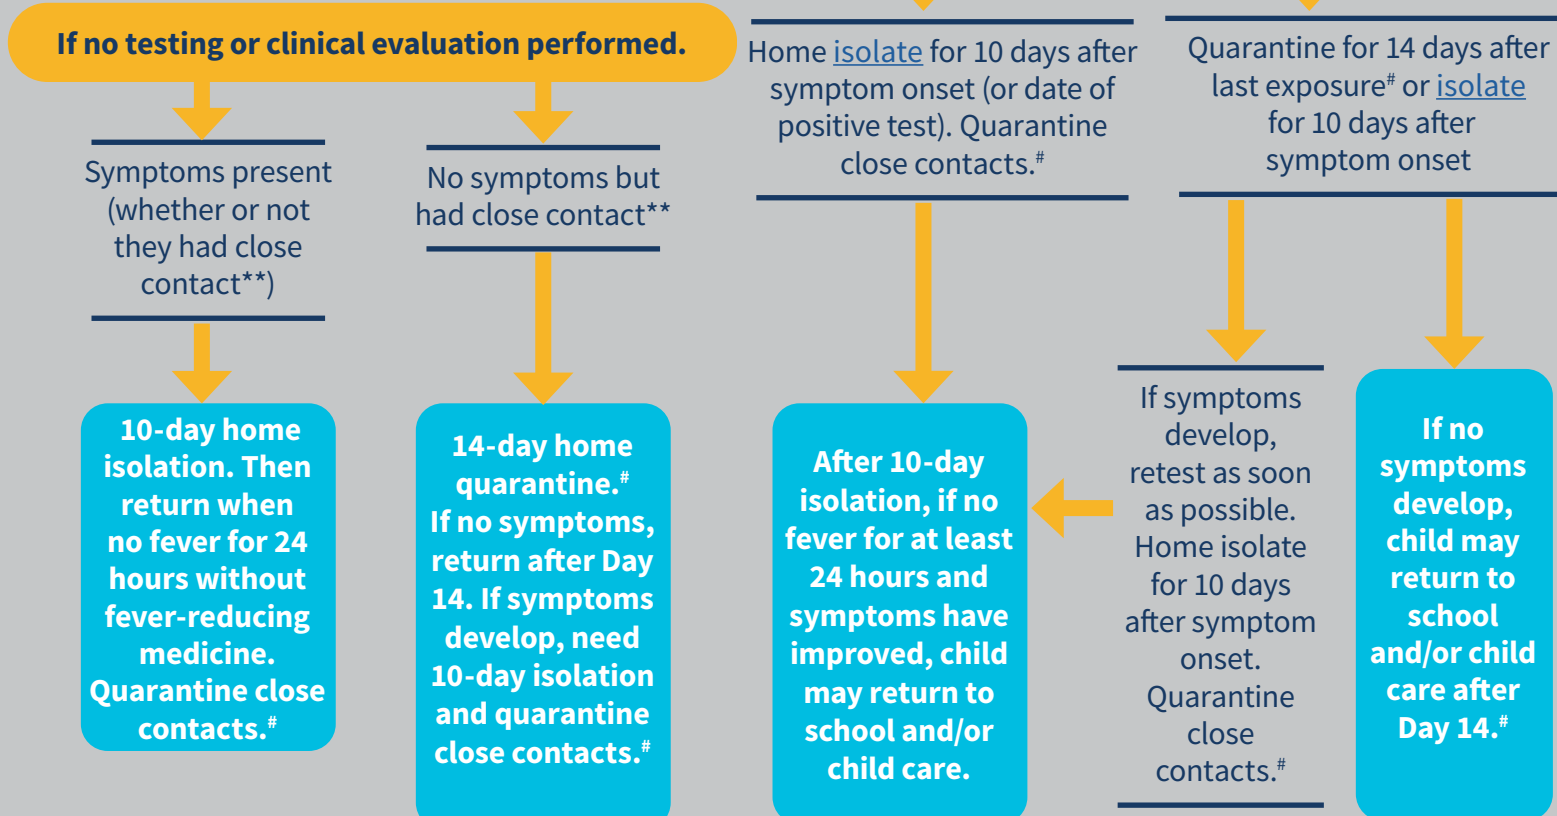 If no testing or clinical evaluation performed.
Symptoms present
(whether or not
they had close
contact**)
10-day home
isolation. Then
return when
no fever for 24
hours without
fever-reducing
medicine.
Quarantine close
contacts.#
No symptoms but
had close contact**
14-day home
quarantine.#
If no symptoms,
return after Day
14. If symptoms
develop, need
10-day isolation
and quarantine
close contacts.#
Home isolate for 10 days after
symptom onset (or date of
positive test). Quarantine
close contacts.#
After 10-day
isolation, if no
fever for at least
24 hours and
symptoms have
improved, child
may return to
school and/or
child care.
Quarantine for 14 days after
last exposure# or isolate
for 10 days after
symptom onset
If symptoms
develop,
retest as soon
as possible.
Home isolate
for 10 days
after symptom
onset.
Quarantine
close
contacts.#
If no
symptoms
develop,
child may
return to
school
and/or child
care after
Day 14.#